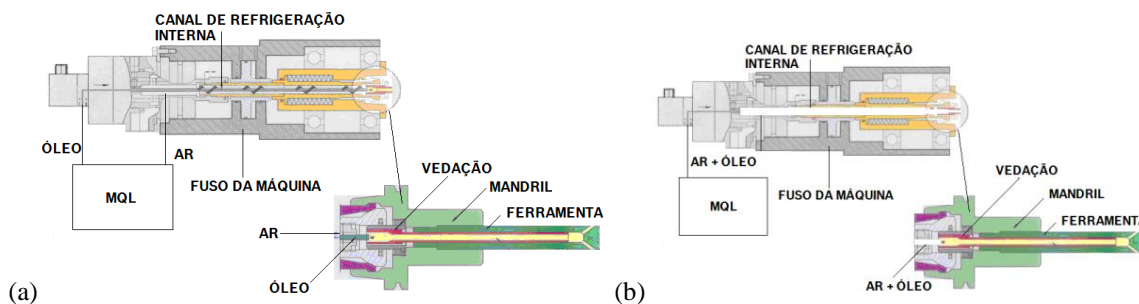 CANAL DE REFRIGERAÇÃO
INTERNA
ÓLEO
AR
MQL
FUSO DA MÁQUINA
VEDAÇÃO
MANDRIL
FERRAMENTA
AR
ÓLEO
(a)
CANAL DE REFRIGERAÇÃO
INTERNA
AR + ÓLEO
MQL
FUSO DA MÁQUINA
VEDAÇÃO
MANDRIL
FERRAMENTA
AR + ÓLEO
(b)